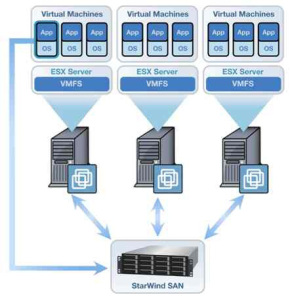 Virtual Machines Virtual Machines Virtual Machines
App App App App App App App App App
OS OS OS OS OS OS OS OS OS
ESX Server ESX Server ESX Server
VMFS VMFS VMFS
StarWind SAN